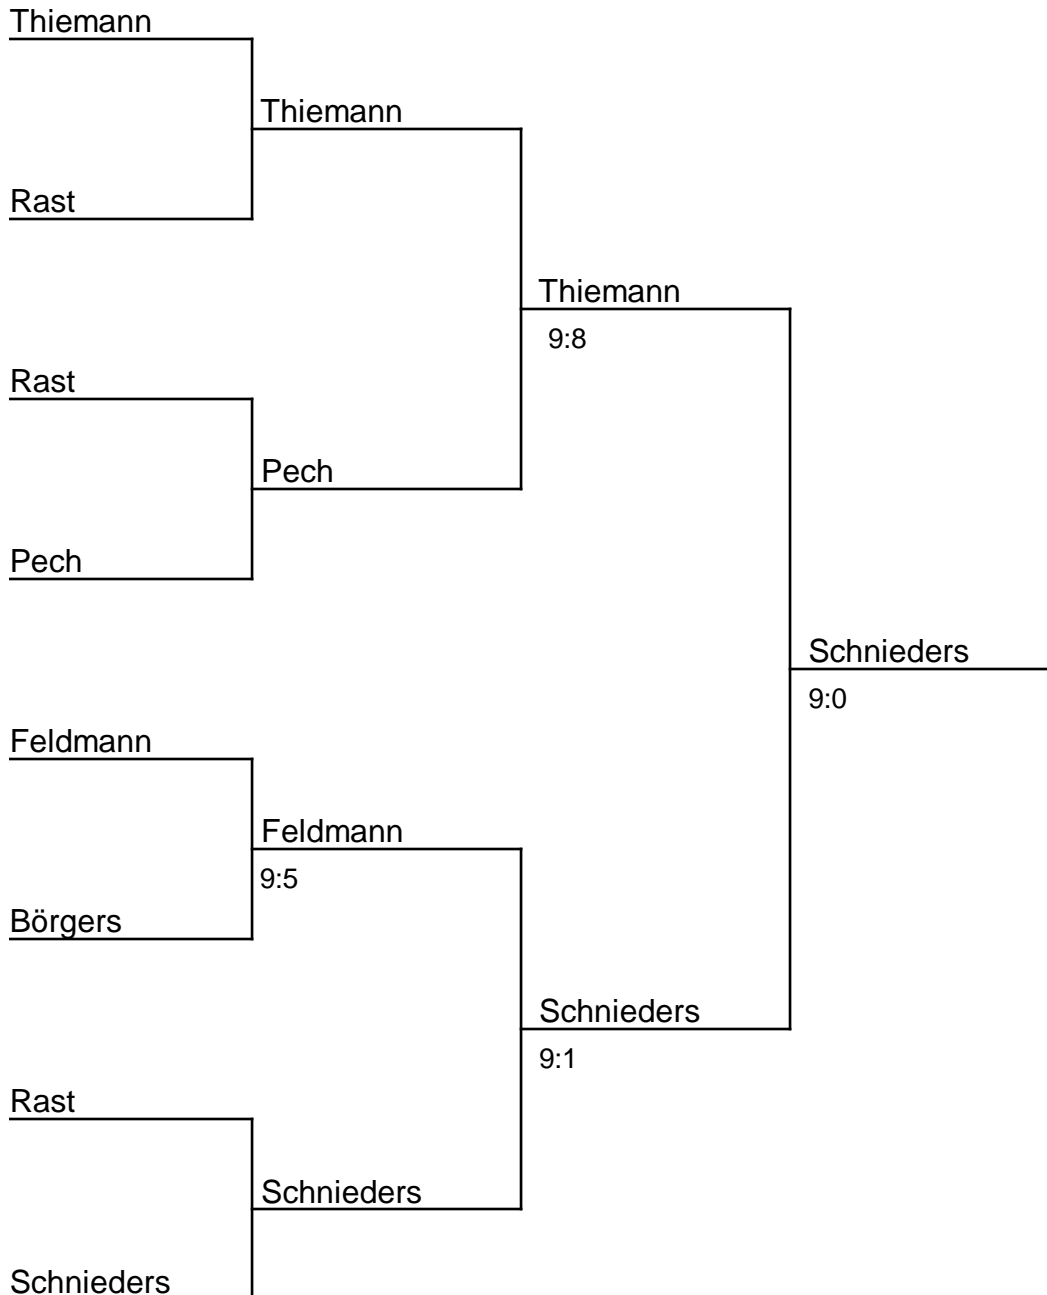 Thiemann
Thiemann
Rast
Thiemann
9:8
Rast
Pech
Pech
Schnieders
9:0
Feldmann
Feldmann
9:5
Börgers
Schnieders
9:1
Rast
Schnieders
Schnieders